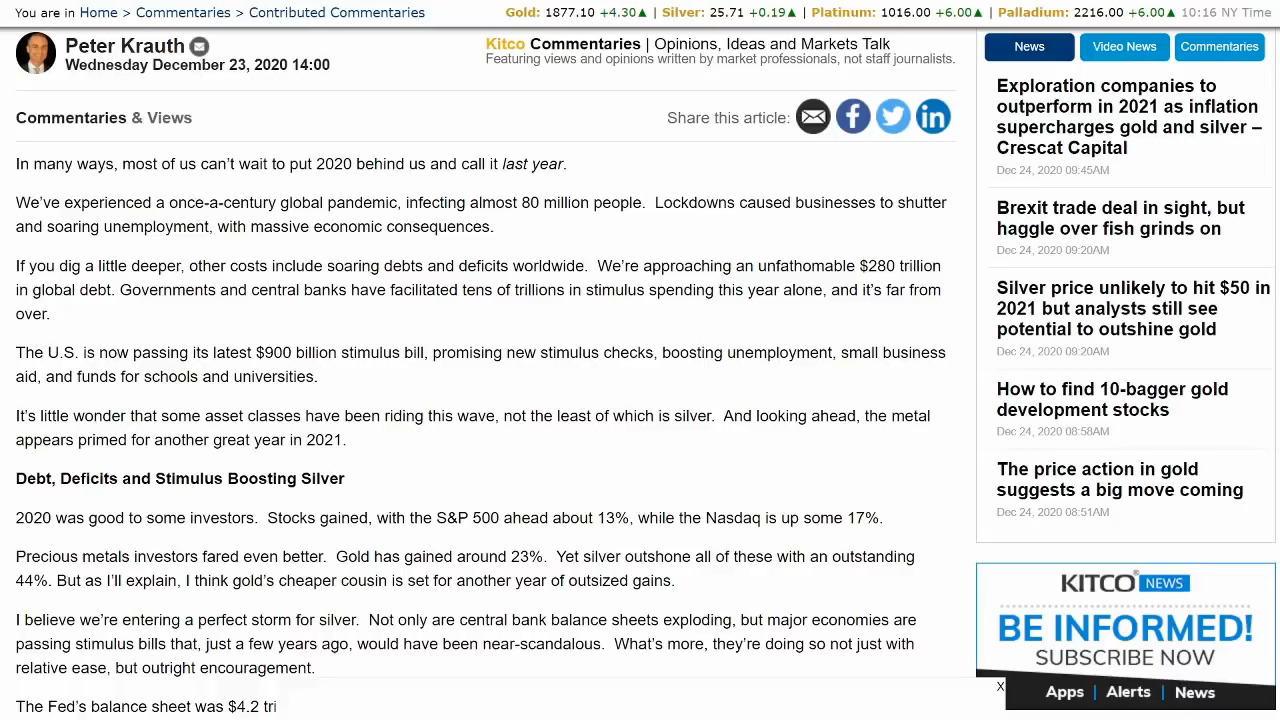 You are in Home > Commentaries > Contributed Commentaries
Gold: 1877.10 +4.30▲ | Silver: 25.71 +0.19▲ | Platinum: 1016.00 +6.00▲ | Palladium: 2216.00 +6.00▲ 10:16 NY Time
Peter Krauth
Wednesday December 23, 2020 14:00
Kitco Commentaries | Opinions, Ideas and Markets Talk
Featuring views and opinions written by market professionals, not staff journalists.
Commentaries & Views
Share this article:
In many ways, most of us can’t wait to put 2020 behind us and call it last year.
We’ve experienced a once-a-century global pandemic, infecting almost 80 million people. Lockdowns caused businesses to shutter
and soaring unemployment, with massive economic consequences.
If you dig a little deeper, other costs include soaring debts and deficits worldwide. We’re approaching an unfathomable $280 trillion
in global debt. Governments and central banks have facilitated tens of trillions in stimulus spending this year alone, and it’s far from
over.
The U.S. is now passing its latest $900 billion stimulus bill, promising new stimulus checks, boosting unemployment, small business
aid, and funds for schools and universities.
It’s little wonder that some asset classes have been riding this wave, not the least of which is silver. And looking ahead, the metal
appears primed for another great year in 2021.
Debt, Deficits and Stimulus Boosting Silver
2020 was good to some investors. Stocks gained, with the S&P 500 ahead about 13%, while the Nasdaq is up some 17%.
Precious metals investors fared even better. Gold has gained around 23%. Yet silver outshone all of these with an outstanding
44%. But as I’ll explain, I think gold’s cheaper cousin is set for another year of outsized gains.
I believe we’re entering a perfect storm for silver. Not only are central bank balance sheets exploding, but major economies are
passing stimulus bills that, just a few years ago, would have been near-scandalous. What’s more, they’re doing so not just with
relative ease, but outright encouragement.
The Fed’s balance sheet was $4.2 tri
News
Video News
Commentaries
Exploration companies to
outperform in 2021 as inflation
supercharges gold and silver –
Crescat Capital
Dec 24, 2020 09:45AM
Brexit trade deal in sight, but
haggle over fish grinds on
Dec 24, 2020 09:20AM
Silver price unlikely to hit $50 in
2021 but analysts still see
potential to outshine gold
Dec 24, 2020 09:20AM
How to find 10-bagger gold
development stocks
Dec 24, 2020 08:58AM
The price action in gold
suggests a big move coming
Dec 24, 2020 08:51AM
KITCO® NEWS
BE INFORMED!
SUBSCRIBE NOW
X
Apps | Alerts | News